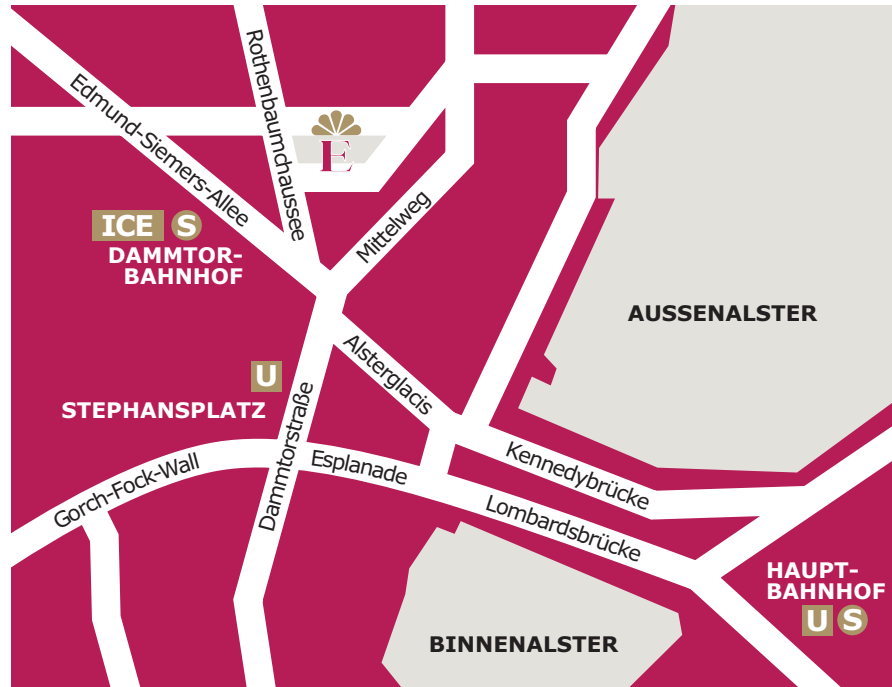 Rothenbaumchaussee
Edmund-Siemers-Allee
E
Mittelweg
ICE S
DAMMTOR-
BAHNHOF
AUSSENALSTER
Alsterglacis
U
STEPHANSPLATZ
Dammtorstraße
Gorch-Fock-Wall
Esplanade
Kennedybrücke
Lombardsbrücke
HAUPT-
BAHNHOF
U S
BINNENALSTER